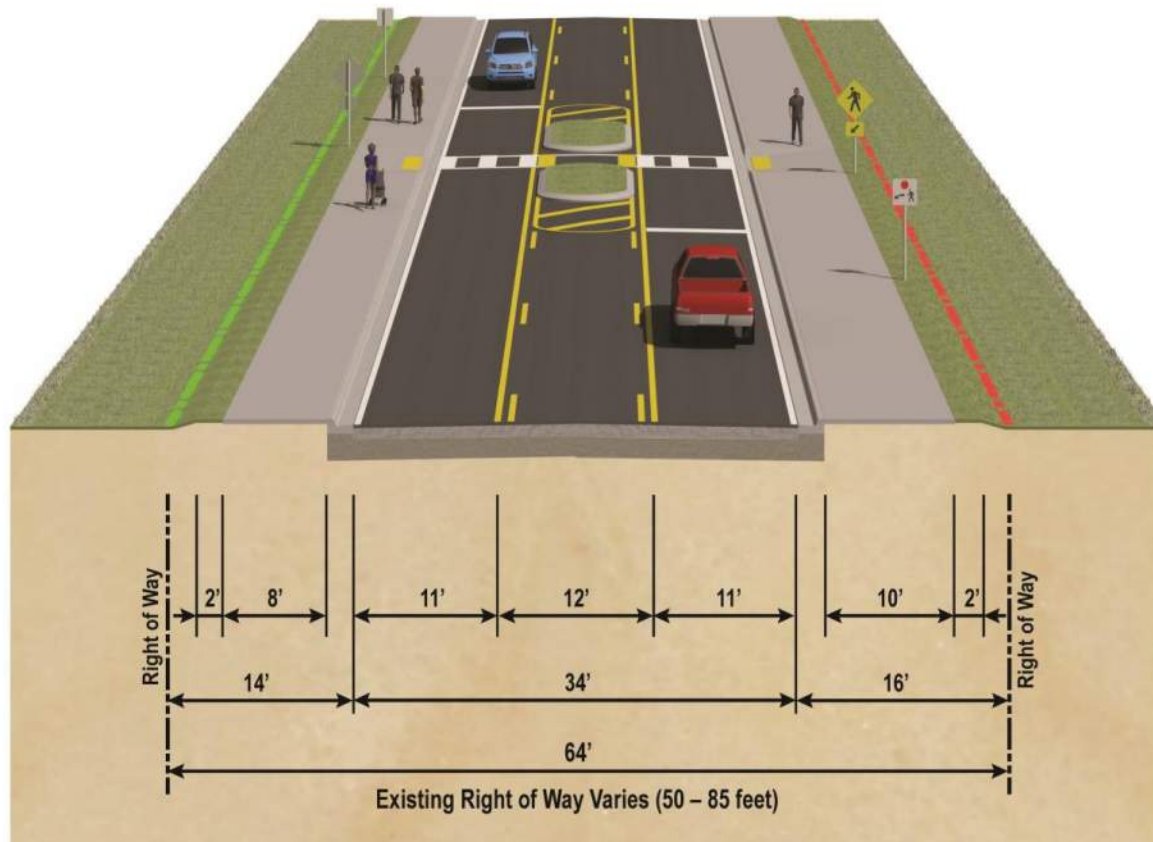 Right of Way
2' 8' 11' 12' 11' 10' 2'
Right of Way
14' 34' 16'
64'
Existing Right of Way Varies (50 – 85 feet)